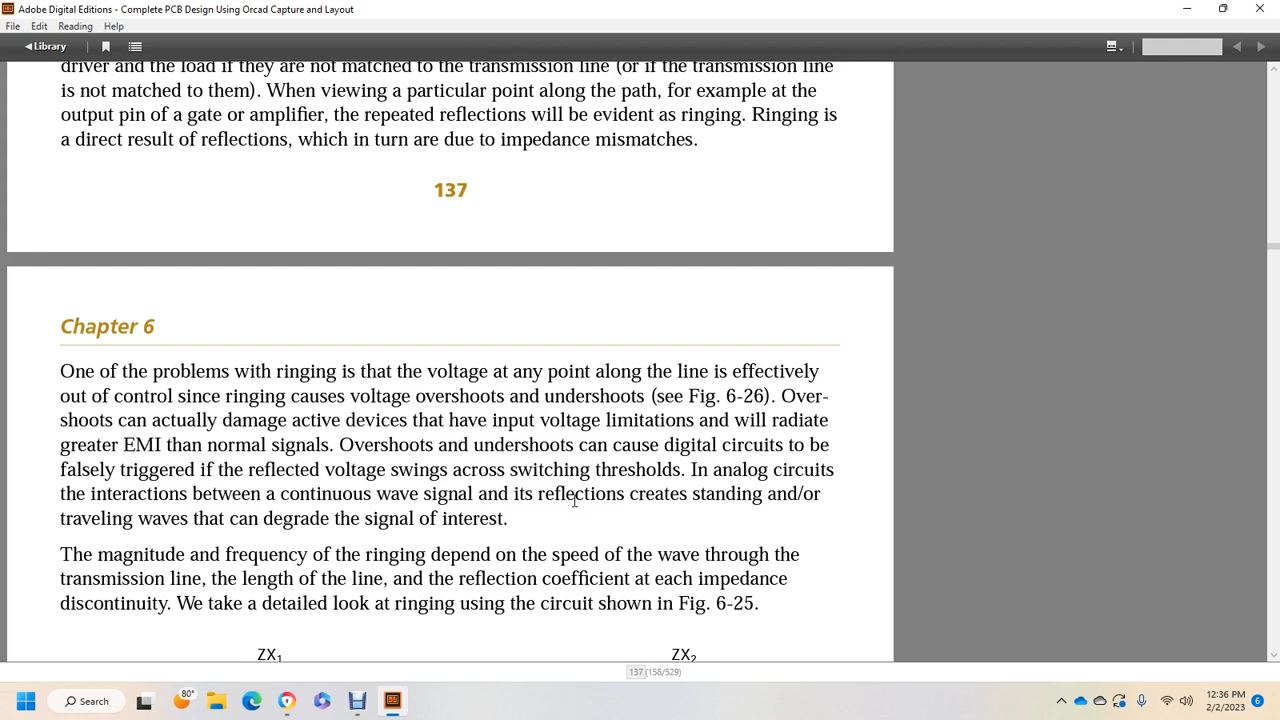 Adobe Digital Editions - Complete PCB Design Using Orcad Capture and Layout
File Edit Reading Help
Library
driver and the load if they are not matched to the transmission line (or if the transmission line
is not matched to them). When viewing a particular point along the path, for example at the
output pin of a gate or amplifier, the repeated reflections will be evident as ringing. Ringing is
a direct result of reflections, which in turn are due to impedance mismatches.
137
Chapter 6
One of the problems with ringing is that the voltage at any point along the line is effectively
out of control since ringing causes voltage overshoots and undershoots (see Fig. 6-26). Over-
shoots can actually damage active devices that have input voltage limitations and will radiate
greater EMI than normal signals. Overshoots and undershoots can cause digital circuits to be
falsely triggered if the reflected voltage swings across switching thresholds. In analog circuits
the interactions between a continuous wave signal and its reflections creates standing and/or
traveling waves that can degrade the signal of interest.
The magnitude and frequency of the ringing depend on the speed of the wave through the
transmission line, the length of the line, and the reflection coefficient at each impedance
discontinuity. We take a detailed look at ringing using the circuit shown in Fig. 6-25.
ZX1 ZX2
137 (158/529)
80° Search
12:36 PM
2/2/2023 6